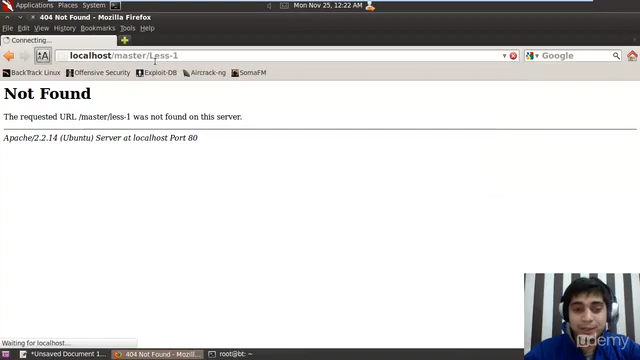 Applications Places System
Mon Nov 25, 12:22 AM
404 Not Found - Mozilla Firefox
File Edit View History Bookmarks Tools Help
Connecting...
localhost/master/Less-1
Google
BackTrack Linux Offensive Security Exploit-DB Aircrack-ng SomaFM
Not Found
The requested URL /master/less-1 was not found on this server.
Apache/2.2.14 (Ubuntu) Server at localhost Port 80
udemy
Waiting for localhost...
*Unsaved Document 1... 404 Not Found - Mozilla... root@bt: ~